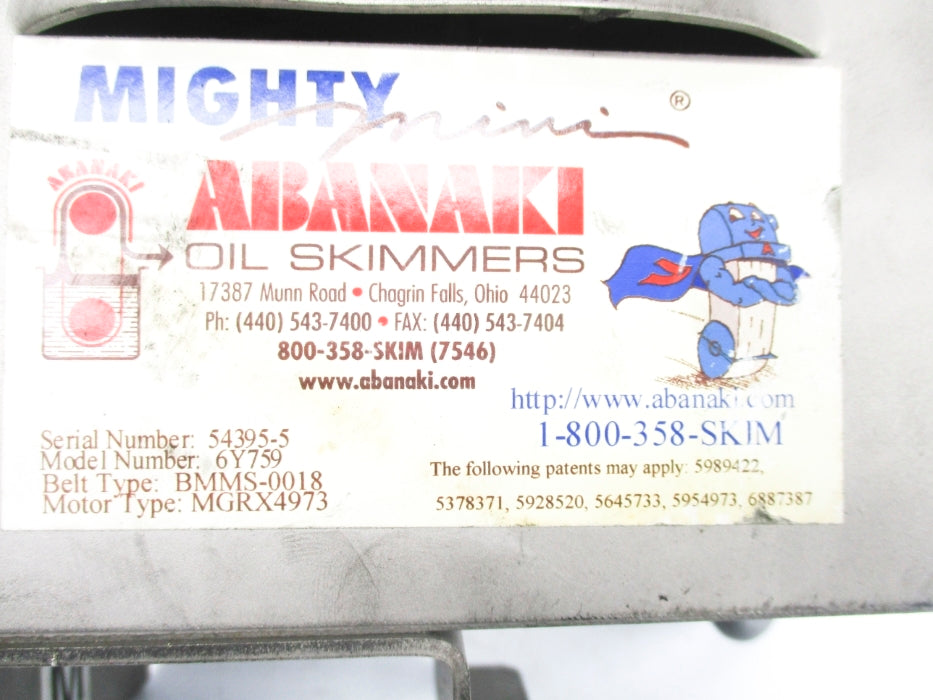 MIGHTY mini ®
ABANAKI
ABANAKI
OIL SKIMMERS
17387 Munn Road • Chagrin Falls, Ohio 44023
Ph: (440) 543-7400 • FAX: (440) 543-7404
800-358-SKIM (7546)
www.abanaki.com
A
http://www.abanaki.com
1-800-358-SKIM
Serial Number: 54395-5
Model Number: 6Y759
Belt Type: BMMS-0018
Motor Type: MGRX4973
The following patents may apply: 5989422,
5378371, 5928520, 5645733, 5954973, 6887387